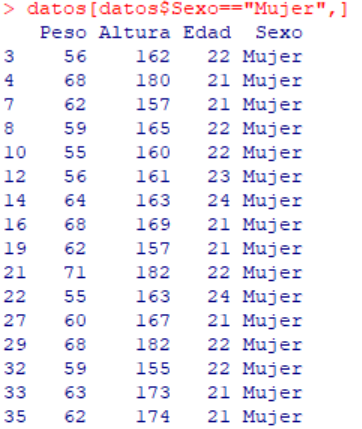 > datos[datos$Sexo=="Mujer",]
Peso Altura Edad Sexo
3 56 162 22 Mujer
4 68 180 21 Mujer
7 62 157 21 Mujer
8 59 165 22 Mujer
10 55 160 22 Mujer
12 56 161 23 Mujer
14 64 163 24 Mujer
16 68 169 21 Mujer
19 62 157 21 Mujer
21 71 182 22 Mujer
22 55 163 24 Mujer
27 60 167 21 Mujer
29 68 182 22 Mujer
32 59 155 22 Mujer
33 63 173 21 Mujer
35 62 174 21 Mujer